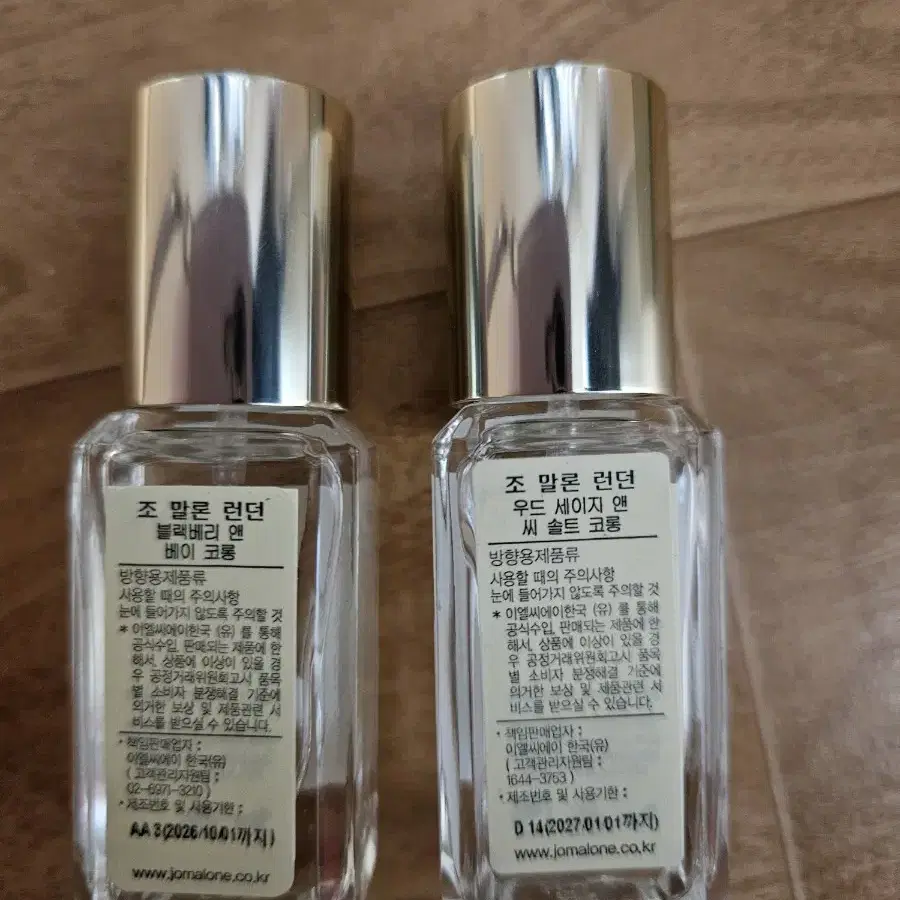 조 말론 런던
블랙베리 앤
베이 코롱
방향용제품류
사용할 때의 주의사항
눈에 들어가지 않도록 주의할 것
* 이엘씨에이한국 (유) 를 통해
공식수입, 판매되는 제품에 한
해서, 상품에 이상이 있을 경
우 공정거래위원회고시 품목
별 소비자 분쟁해결 기준에
의거한 보상 및 제품관련 서
비스를 받으실 수 있습니다.
· 책임판매업자 :
이엘씨에이 한국(유)
( 고객관리자원팀 :
02-6971-3210 )
· 제조번호 및 사용기한 :
AA 3(2026/10/01까지)
www.jomalone.co.kr
조 말론 런던
우드 세이지 앤
씨 솔트 코롱
방향용제품류
사용할 때의 주의사항
눈에 들어가지 않도록 주의할 것
* 이엘씨에이한국 (유) 를 통해
공식수입, 판매되는 제품에 한
해서, 상품에 이상이 있을 경
우 공정거래위원회고시 품목
별 소비자 분쟁해결 기준에
의거한 보상 및 제품관련 서
비스를 받으실 수 있습니다.
· 책임판매업자 :
이엘씨에이 한국(유)
( 고객관리자원팀 :
1644-3753 )
· 제조번호 및 사용기한 :
D 14(2027/01/01까지)
www.jomalone.co.kr